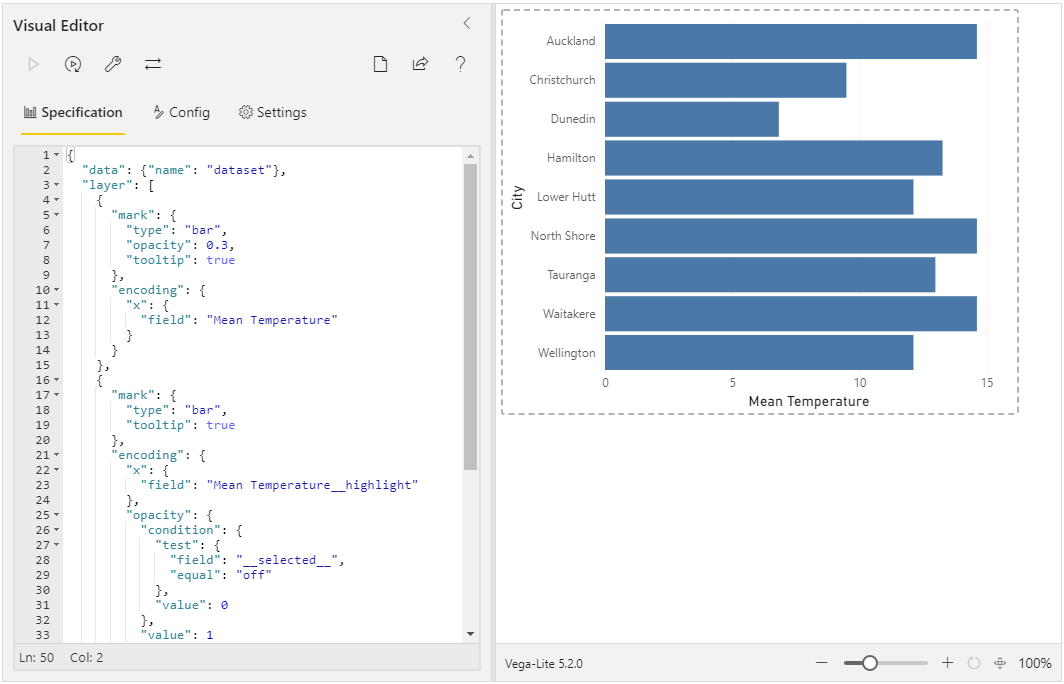 Visual Editor
Specification
Config
Settings
1 {
2 "data": {"name": "dataset"},
3 "layer": [
4 {
5 "mark": {
6 "type": "bar",
7 "opacity": 0.3,
8 "tooltip": true
9 },
10 "encoding": {
11 "x": {
12 "field": "Mean Temperature"
13 }
14 }
15 },
16 {
17 "mark": {
18 "type": "bar",
19 "tooltip": true
20 },
21 "encoding": {
22 "x": {
23 "field": "Mean Temperature__highlight"
24 },
25 "opacity": {
26 "condition": {
27 "test": {
28 "field": "__selected__",
29 "equal": "off"
30 },
31 "value": 0
32 },
33 "value": 1
Ln: 50 Col: 2
City
Auckland
Christchurch
Dunedin
Hamilton
Lower Hutt
North Shore
Tauranga
Waitakere
Wellington
0 5 10 15
Mean Temperature
Vega-Lite 5.2.0
100%